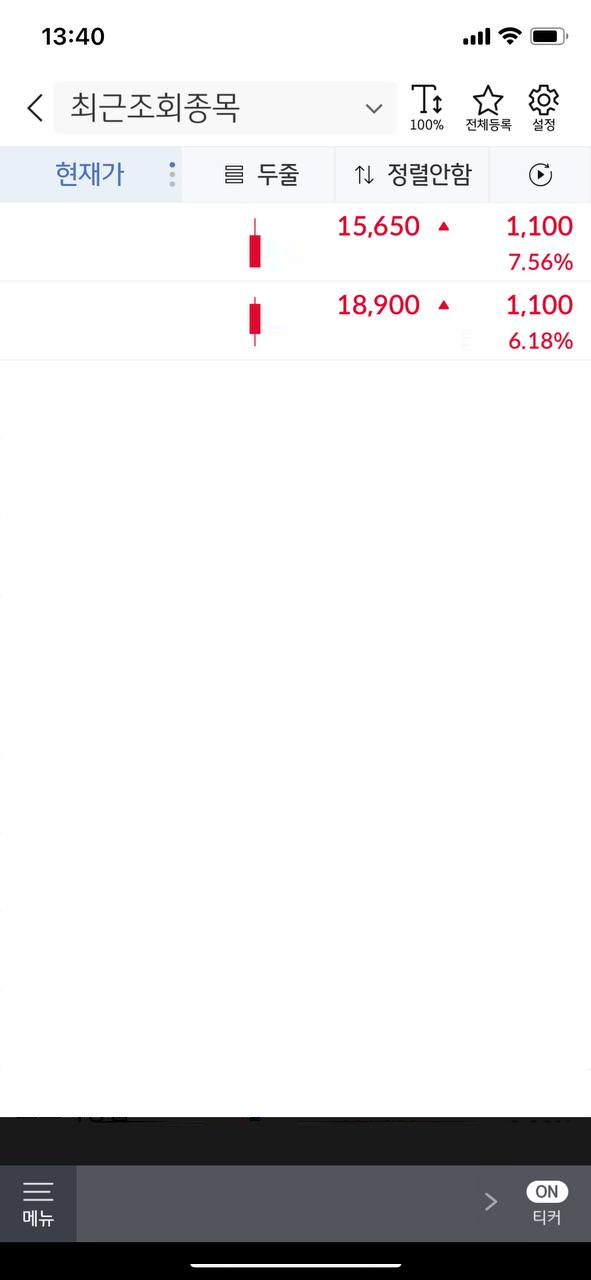 13:40
최근조회종목
100%
전체등록
설정
현재가
두줄
정렬안함
15,650 ▲ 1,100
7.56%
18,900 ▲ 1,100
6.18%
메뉴
ON
티커